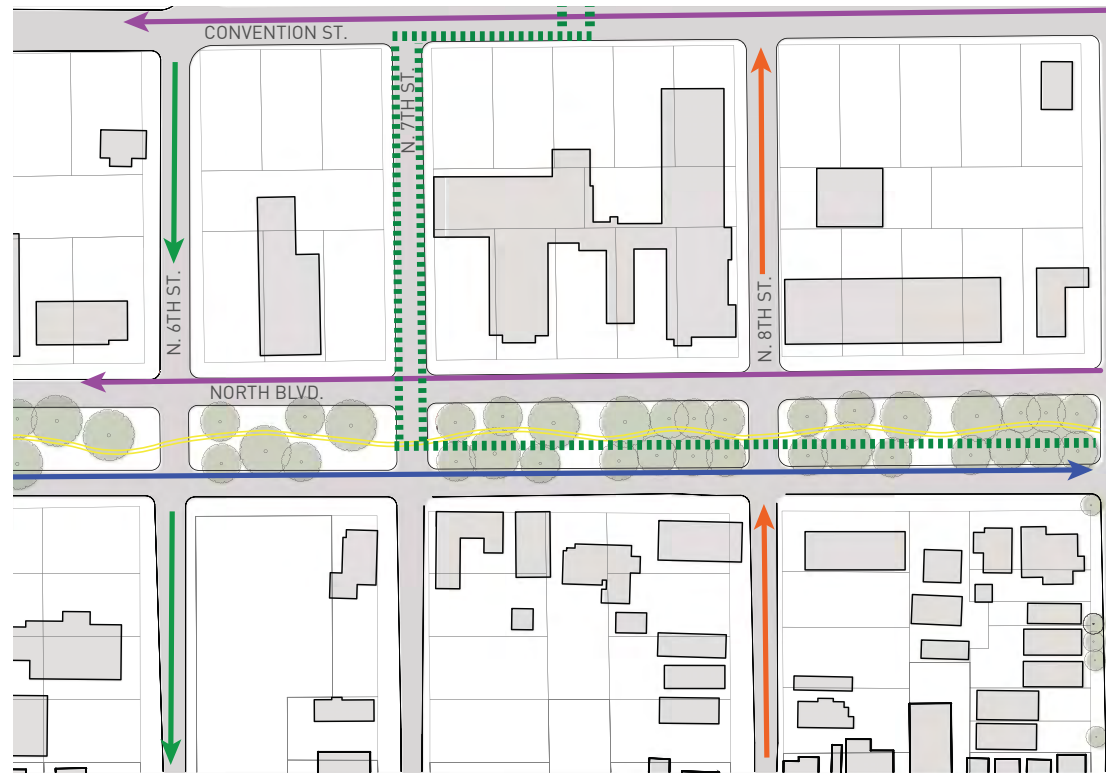 CONVENTION ST.
N. 7TH ST.
N. 6TH ST.
N. 8TH ST.
NORTH BLVD.